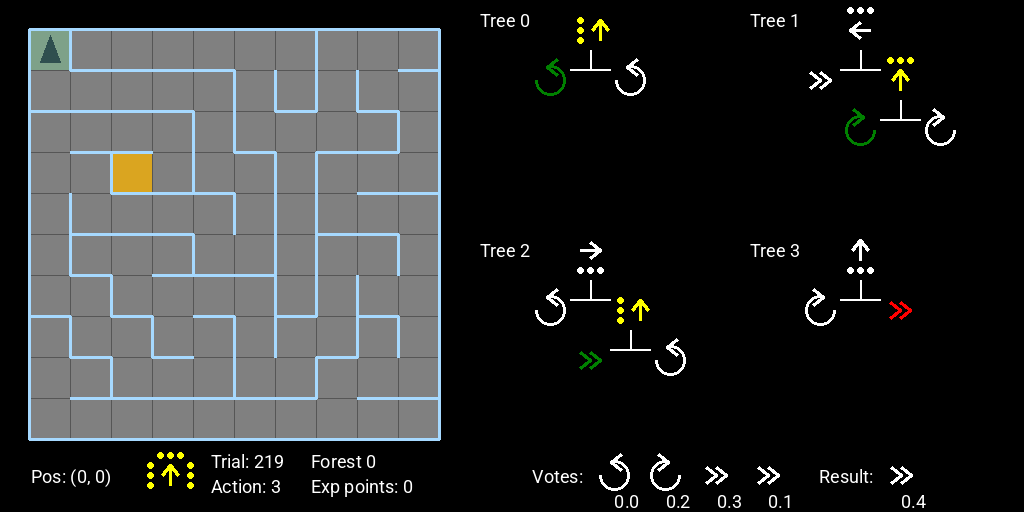 Tree 0
Tree 1
Tree 2
Tree 3
Pos: (0, 0)
Trial: 219
Forest 0
Action: 3
Exp points: 0
Votes:
0.0
0.2
0.3
0.1
Result:
0.4